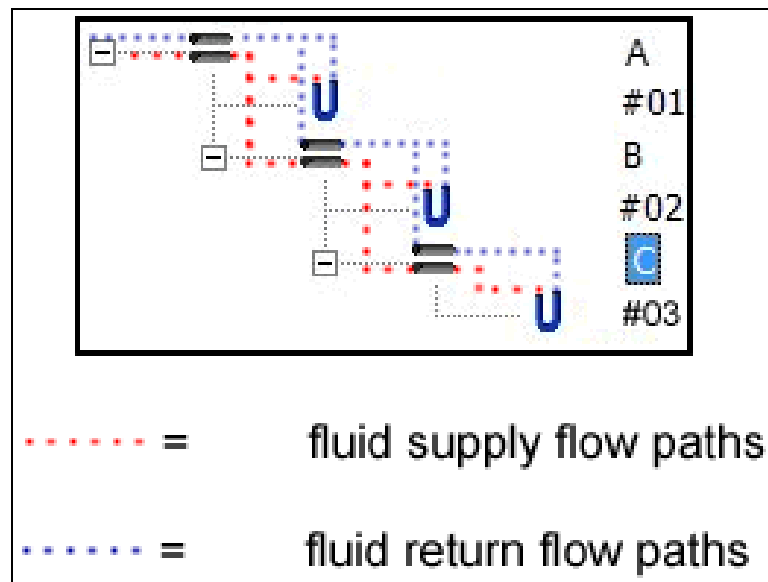 A
#01
B
#02
C
#03
= fluid supply flow paths
= fluid return flow paths